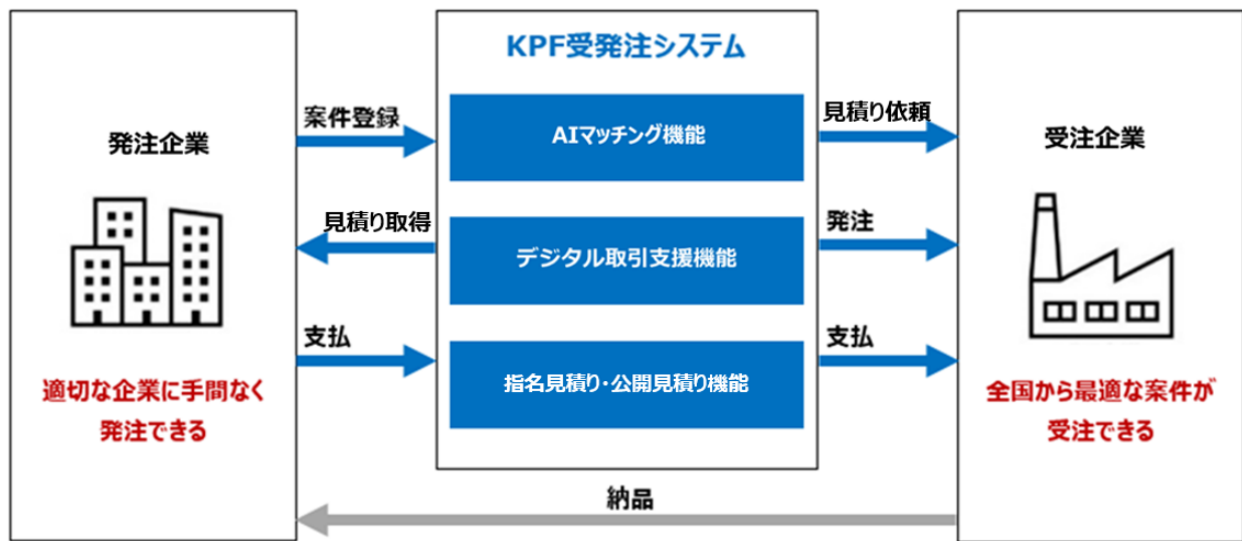 発注企業
適切な企業に手間なく
発注できる
案件登録
見積り取得
支払
KPF受発注システム
AIマッチング機能
デジタル取引支援機能
指名見積り・公開見積り機能
見積り依頼
発注
支払
受注企業
全国から最適な案件が
受注できる
納品